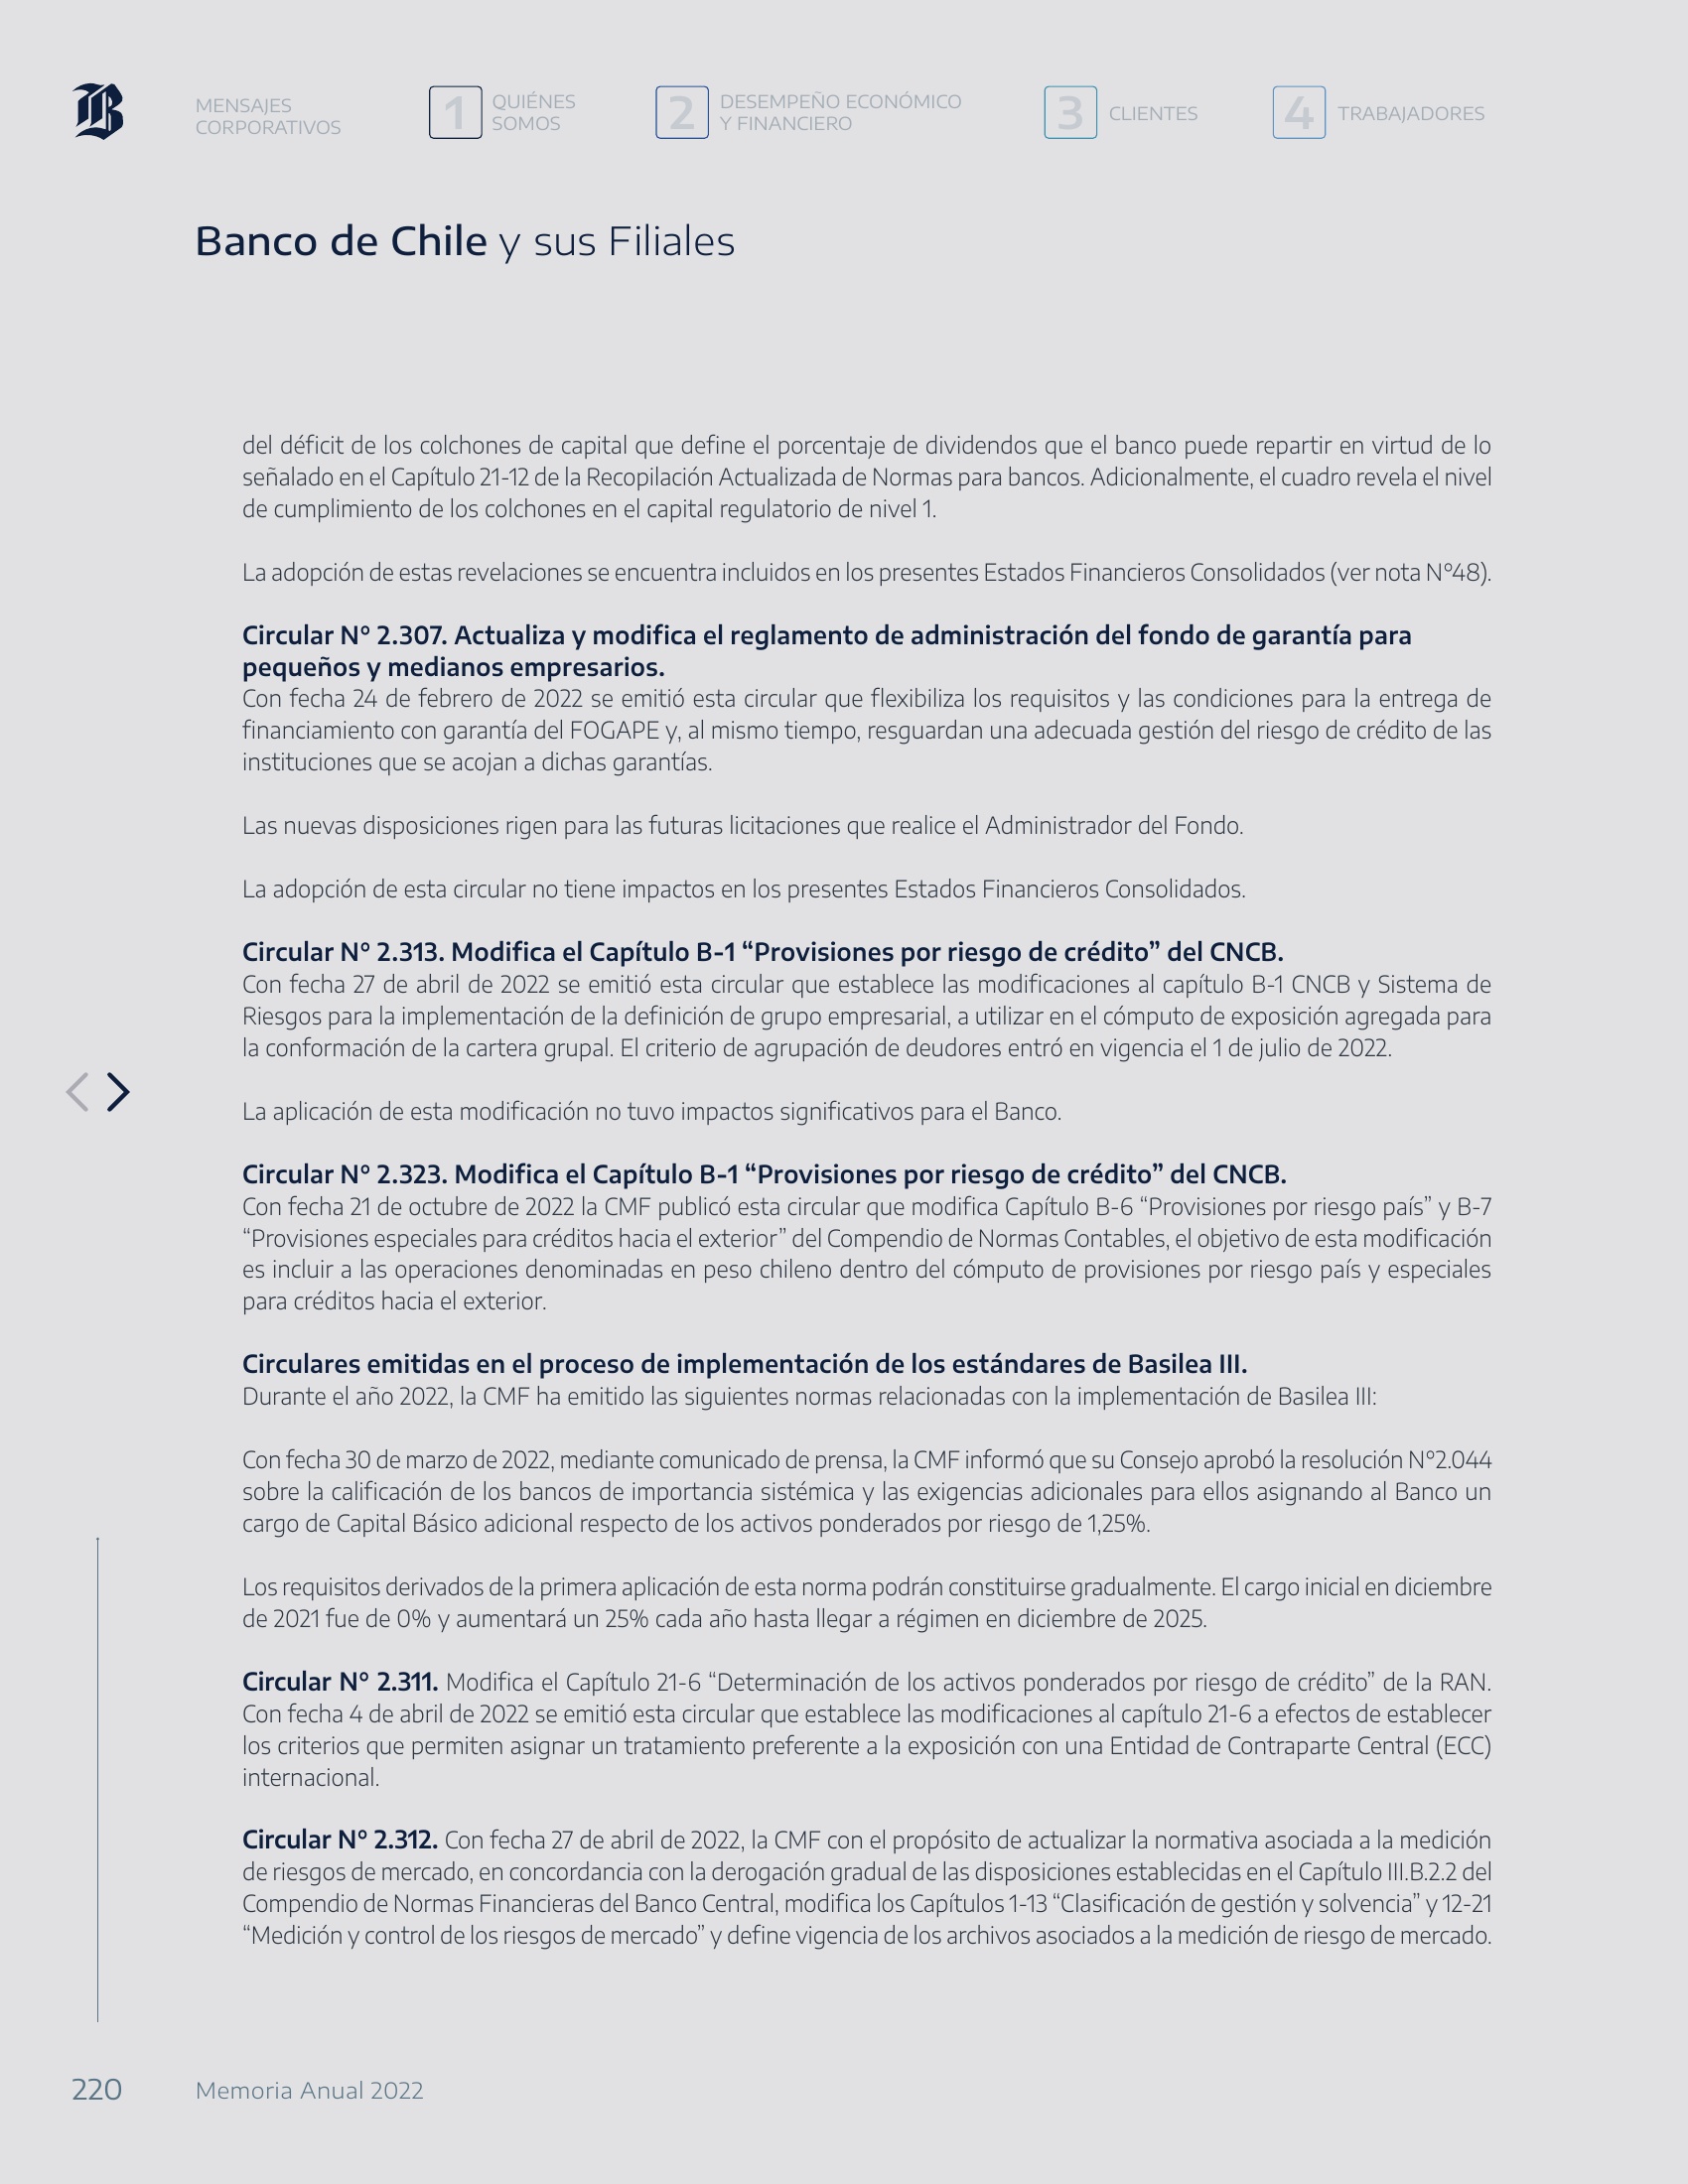 B
MENSAJES
CORPORATIVOS
1
QUIÉNES
SOMOS
2
DESEMPEÑO ECONÓMICO
Y FINANCIERO
3
CLIENTES
4
TRABAJADORES
Banco de Chile y sus Filiales
del déficit de los colchones de capital que define el porcentaje de dividendos que el banco puede repartir en virtud de lo
señalado en el Capítulo 21-12 de la Recopilación Actualizada de Normas para bancos. Adicionalmente, el cuadro revela el nivel
de cumplimiento de los colchones en el capital regulatorio de nivel 1.
La adopción de estas revelaciones se encuentra incluidos en los presentes Estados Financieros Consolidados (ver nota N°48).
Circular N° 2.307. Actualiza y modifica el reglamento de administración del fondo de garantía para
pequeños y medianos empresarios.
Con fecha 24 de febrero de 2022 se emitió esta circular que flexibiliza los requisitos y las condiciones para la entrega de
financiamiento con garantía del FOGAPE y, al mismo tiempo, resguardan una adecuada gestión del riesgo de crédito de las
instituciones que se acojan a dichas garantías.
Las nuevas disposiciones rigen para las futuras licitaciones que realice el Administrador del Fondo.
La adopción de esta circular no tiene impactos en los presentes Estados Financieros Consolidados.
Circular N° 2.313. Modifica el Capítulo B-1 “Provisiones por riesgo de crédito” del CNCB.
Con fecha 27 de abril de 2022 se emitió esta circular que establece las modificaciones al capítulo B-1 CNCB y Sistema de
Riesgos para la implementación de la definición de grupo empresarial, a utilizar en el cómputo de exposición agregada para
la conformación de la cartera grupal. El criterio de agrupación de deudores entró en vigencia el 1 de julio de 2022.
La aplicación de esta modificación no tuvo impactos significativos para el Banco.
Circular N° 2.323. Modifica el Capítulo B-1 “Provisiones por riesgo de crédito” del CNCB.
Con fecha 21 de octubre de 2022 la CMF publicó esta circular que modifica Capítulo B-6 “Provisiones por riesgo país” y B-7
“Provisiones especiales para créditos hacia el exterior” del Compendio de Normas Contables, el objetivo de esta modificación
es incluir a las operaciones denominadas en peso chileno dentro del cómputo de provisiones por riesgo país y especiales
para créditos hacia el exterior.
Circulares emitidas en el proceso de implementación de los estándares de Basilea III.
Durante el año 2022, la CMF ha emitido las siguientes normas relacionadas con la implementación de Basilea III:
Con fecha 30 de marzo de 2022, mediante comunicado de prensa, la CMF informó que su Consejo aprobó la resolución N°2.044
sobre la calificación de los bancos de importancia sistémica y las exigencias adicionales para ellos asignando al Banco un
cargo de Capital Básico adicional respecto de los activos ponderados por riesgo de 1,25%.
Los requisitos derivados de la primera aplicación de esta norma podrán constituirse gradualmente. El cargo inicial en diciembre
de 2021 fue de 0% y aumentará un 25% cada año hasta llegar a régimen en diciembre de 2025.
Circular N° 2.311. Modifica el Capítulo 21-6 “Determinación de los activos ponderados por riesgo de crédito” de la RAN.
Con fecha 4 de abril de 2022 se emitió esta circular que establece las modificaciones al capítulo 21-6 a efectos de establecer
los criterios que permiten asignar un tratamiento preferente a la exposición con una Entidad de Contraparte Central (ECC)
internacional.
Circular N° 2.312. Con fecha 27 de abril de 2022, la CMF con el propósito de actualizar la normativa asociada a la medición
de riesgos de mercado, en concordancia con la derogación gradual de las disposiciones establecidas en el Capítulo III.B.2.2 del
Compendio de Normas Financieras del Banco Central, modifica los Capítulos 1-13 “Clasificación de gestión y solvencia” y 12-21
“Medición y control de los riesgos de mercado” y define vigencia de los archivos asociados a la medición de riesgo de mercado.
220
Memoria Anual 2022